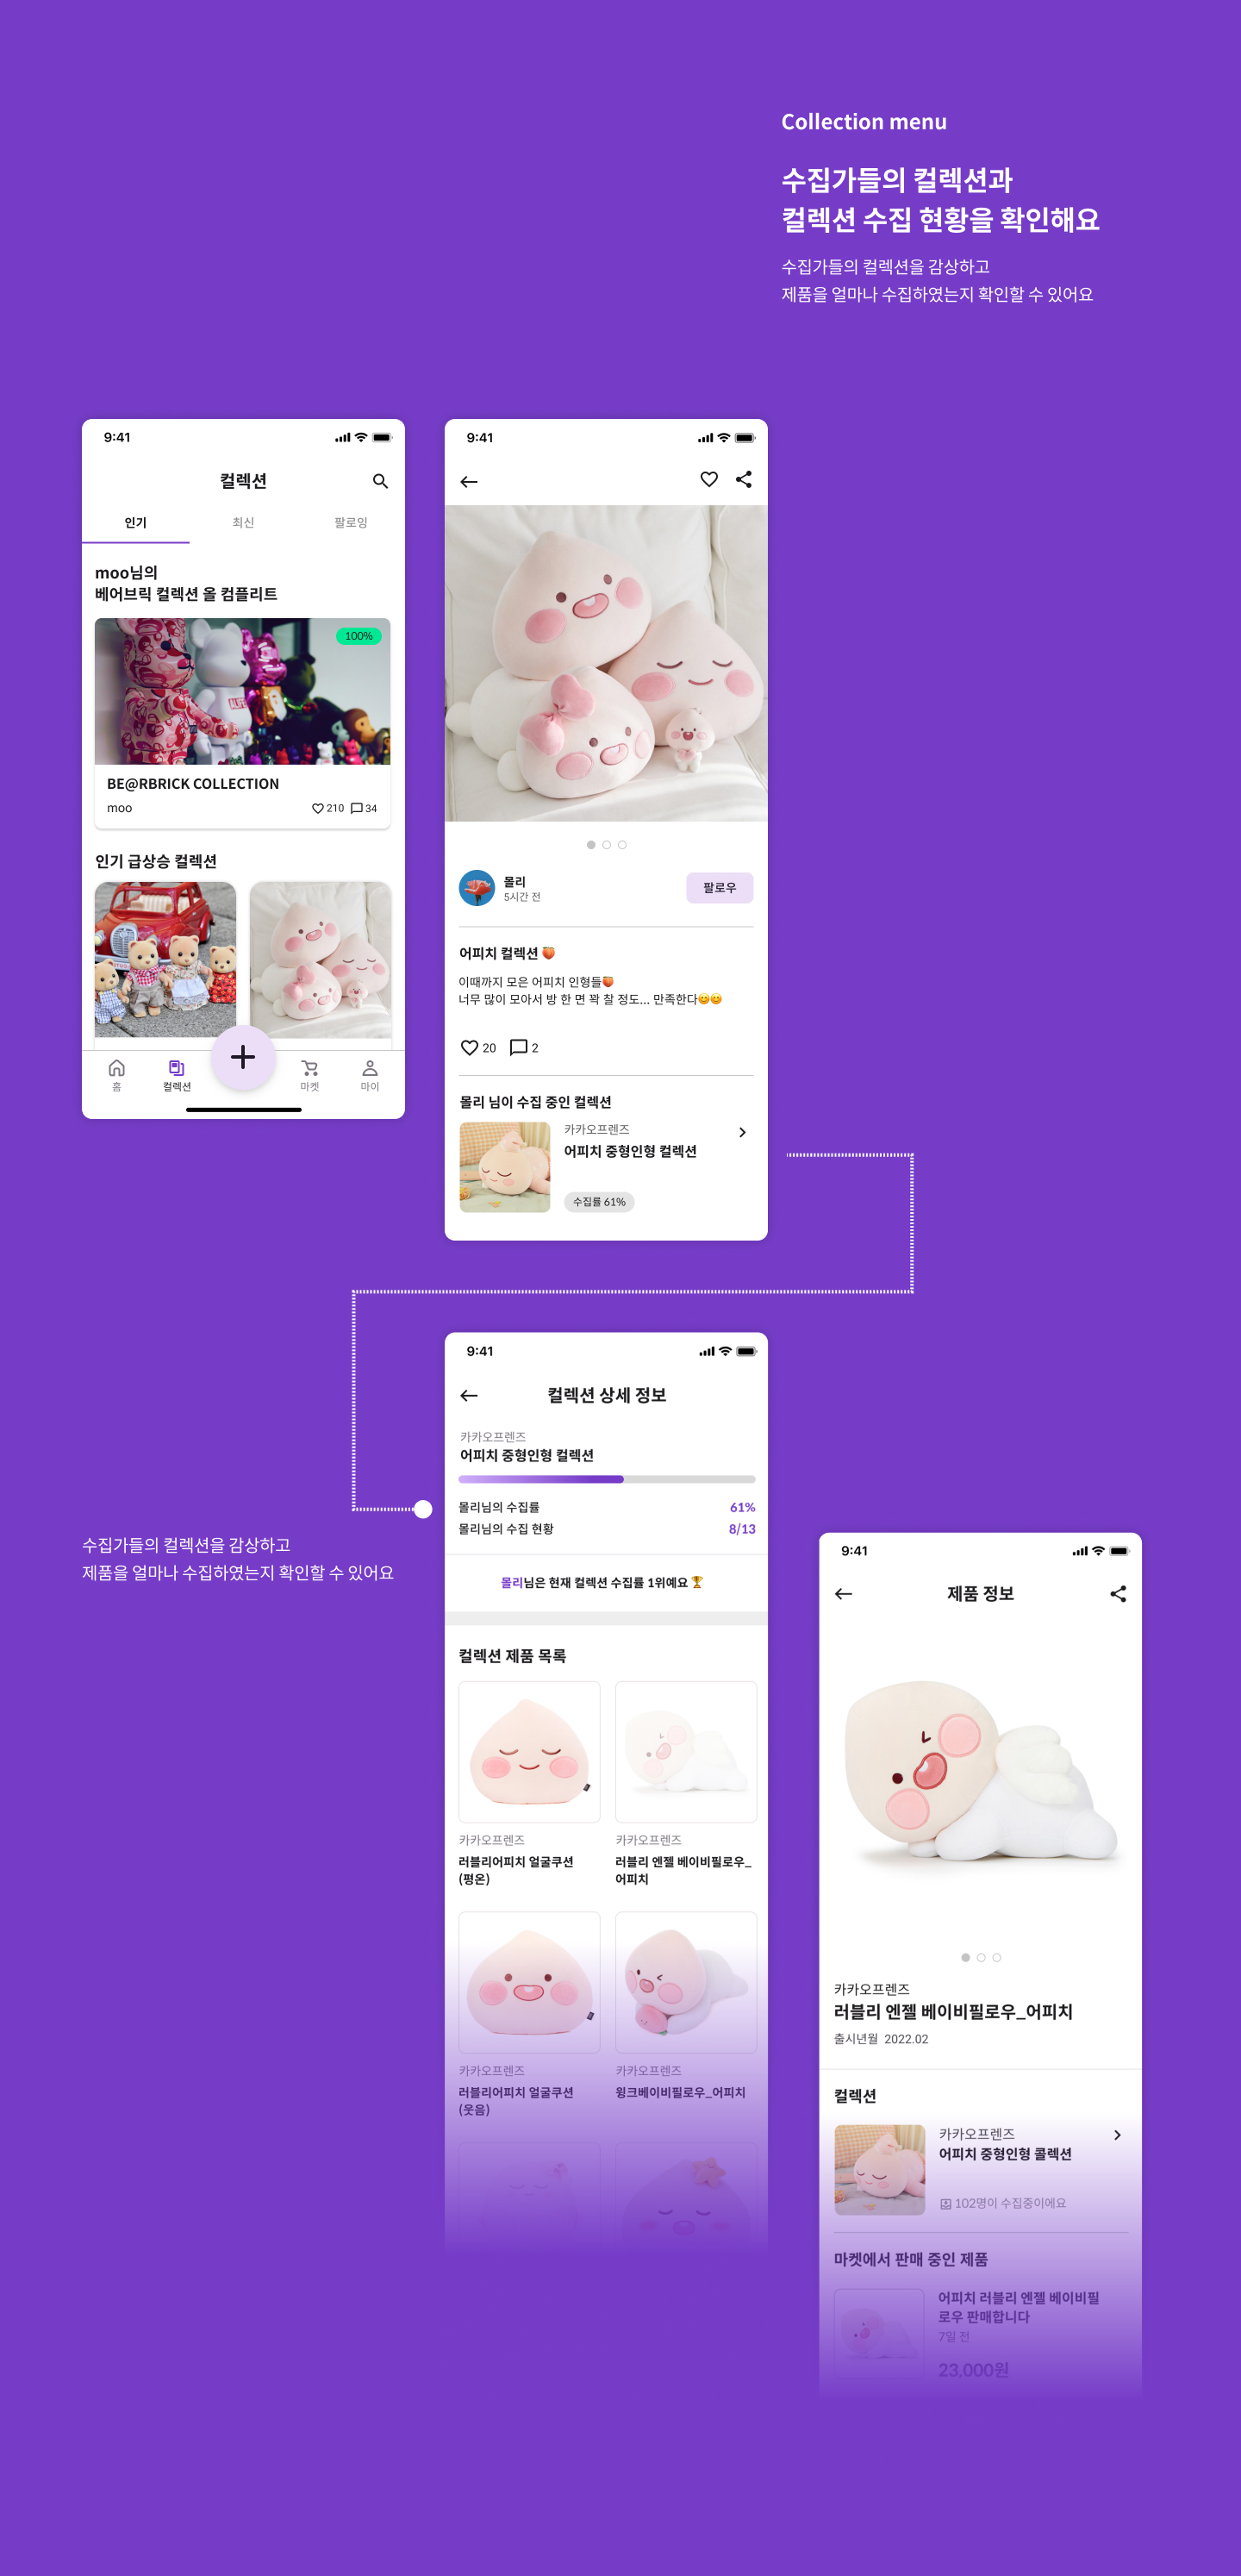 Collection menu
수집가들의 컬렉션과
컬렉션 수집 현황을 확인해요
수집가들의 컬렉션을 감상하고
제품을 얼마나 수집하였는지 확인할 수 있어요
9:41
컬렉션
인기
최신
팔로잉
moo님의
베어브릭 컬렉션 올 컴플리트
100%
BE@RBRICK COLLECTION
moo
210
34
인기 급상승 컬렉션
홈
컬렉션
마켓
마이
9:41
몰리
5시간 전
팔로우
어피치 컬렉션 🍑
이때까지 모은 어피치 인형들🍑
너무 많이 모아서 방 한 면 꽉 찰 정도... 만족한다😊😊
20
2
몰리 님이 수집 중인 컬렉션
카카오프렌즈
어피치 중형인형 컬렉션
수집률 61%
수집가들의 컬렉션을 감상하고
제품을 얼마나 수집하였는지 확인할 수 있어요
9:41
컬렉션 상세 정보
카카오프렌즈
어피치 중형인형 컬렉션
몰리님의 수집률
61%
몰리님의 수집 현황
8/13
몰리님은 현재 컬렉션 수집률 1위예요 🏆
컬렉션 제품 목록
카카오프렌즈
러블리어피치 얼굴쿠션
(평온)
카카오프렌즈
러블리 엔젤 베이비필로우_
어피치
카카오프렌즈
러블리어피치 얼굴쿠션
(웃음)
카카오프렌즈
윙크베이비필로우_어피치
9:41
제품 정보
카카오프렌즈
러블리 엔젤 베이비필로우_어피치
출시년월 2022.02
컬렉션
카카오프렌즈
어피치 중형인형 콜렉션
102명이 수집중이에요
마켓에서 판매 중인 제품
어피치 러블리 엔젤 베이비필
로우 판매합니다
7일 전
23,000원